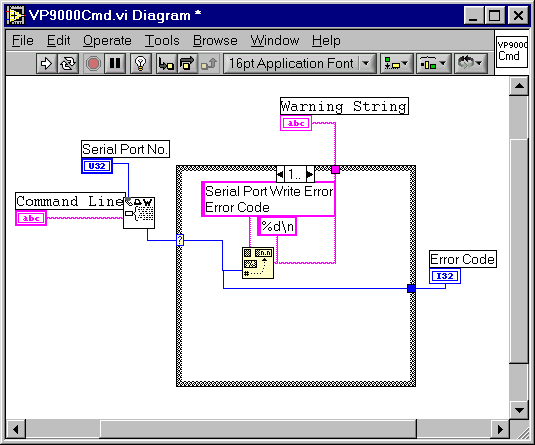 VP9000Cmd.vi Diagram *
File Edit Operate Tools Browse Window Help
VP9000
Cmd
16pt Application Font
Warning String
abc
Serial Port No.
U32
1..
Command Line
abc
Serial Port Write Error
Error Code
%d\n
?
Error Code
I32